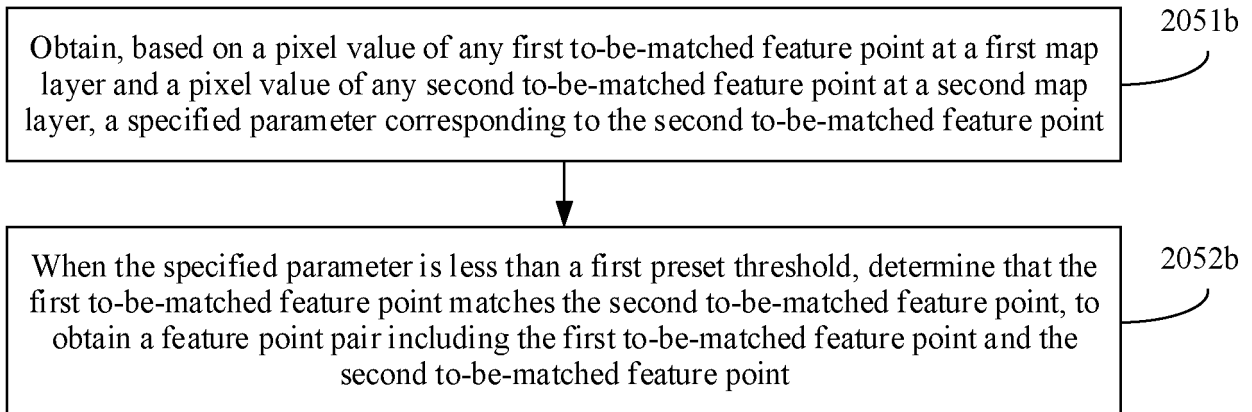 2051b
Obtain, based on a pixel value of any first to-be-matched feature point at a first map
layer and a pixel value of any second to-be-matched feature point at a second map
layer, a specified parameter corresponding to the second to-be-matched feature point
2052b
When the specified parameter is less than a first preset threshold, determine that the
first to-be-matched feature point matches the second to-be-matched feature point, to
obtain a feature point pair including the first to-be-matched feature point and the
second to-be-matched feature point